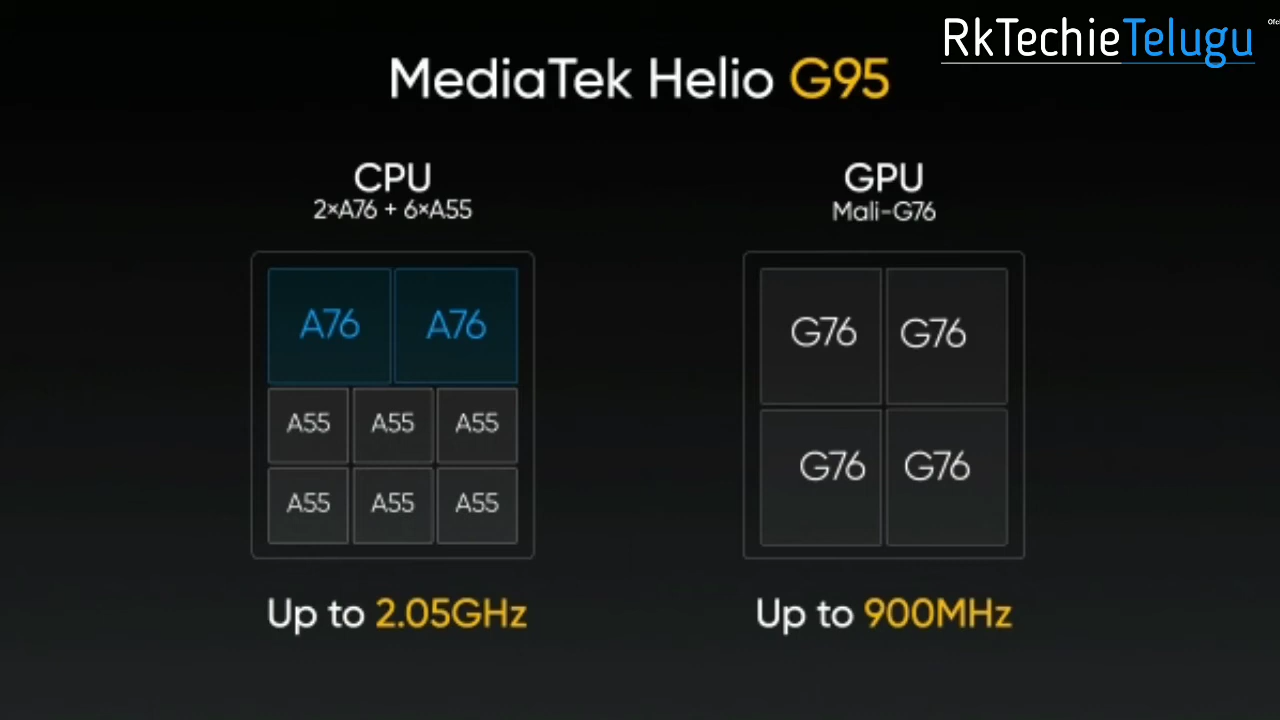 RkTechieTelugu
MediaTek Helio G95
CPU
2×A76 + 6×A55
A76 A76
A55 A55 A55
A55 A55 A55
Up to 2.05GHz
GPU
Mali-G76
G76 G76
G76 G76
Up to 900MHz